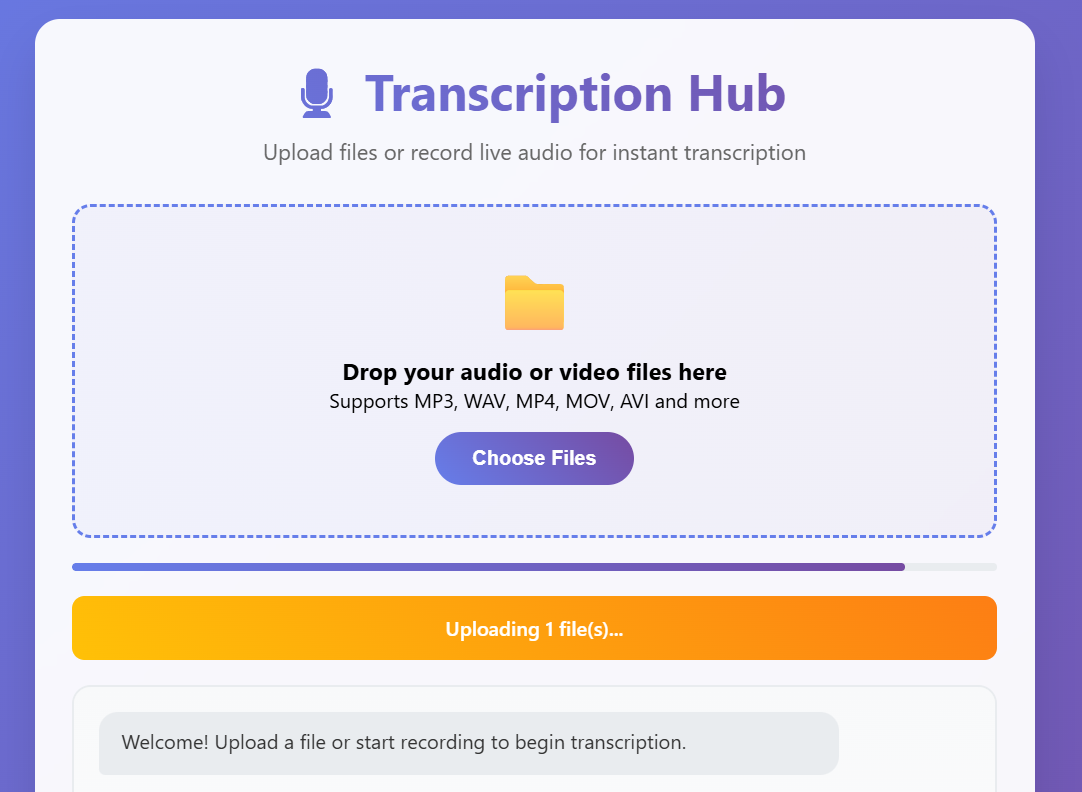 Transcription Hub
Upload files or record live audio for instant transcription
Drop your audio or video files here
Supports MP3, WAV, MP4, MOV, AVI and more
Choose Files
Uploading 1 file(s)...
Welcome! Upload a file or start recording to begin transcription.